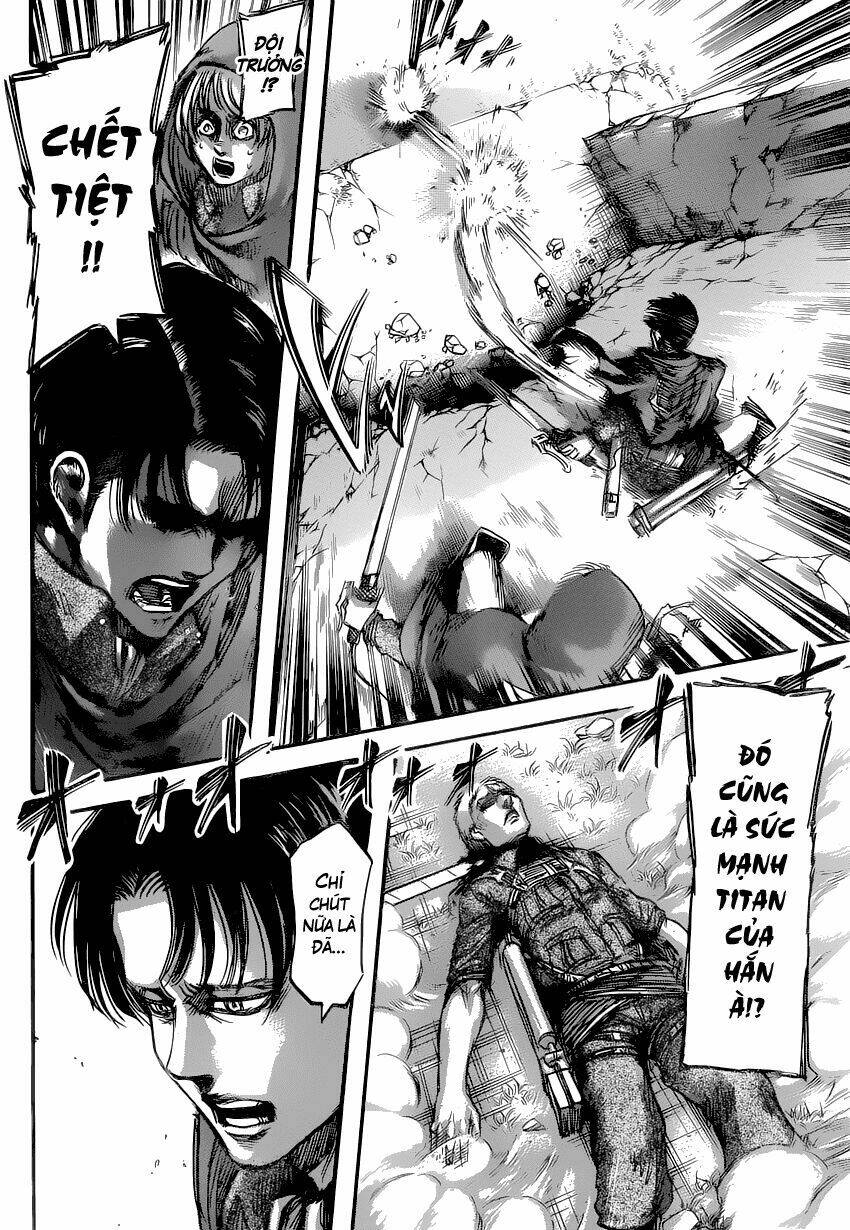 ĐỘI
TRƯỞNG
!?
CHẾT
TIỆT
!!
ĐÓ
CŨNG
LÀ SỨC
MẠNH
TITAN
CỦA
HẮN
À!?
CHỈ
CHÚT
NỮA LÀ
ĐÃ...